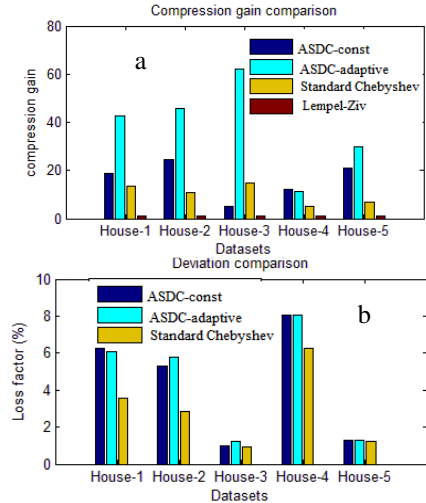 Compression gain comparison
80
60
40
20
0
compression gain
a
ASDC-const
ASDC-adaptive
Standard Chebyshev
Lempel-Ziv
House-1 House-2 House-3 House-4 House-5
Datasets
Deviation comparison
10
8
6
4
2
0
Loss factor (%)
ASDC-const
ASDC-adaptive
Standard Chebyshev
b
House-1 House-2 House-3 House-4 House-5
Datasets